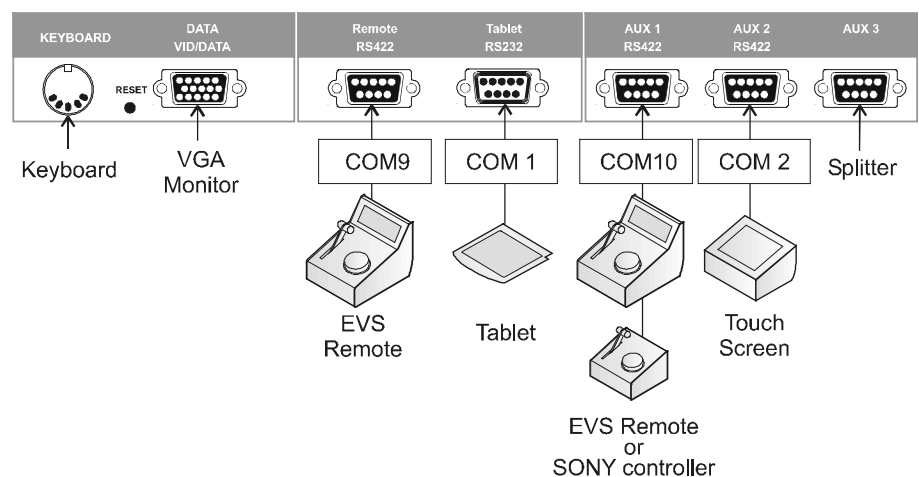 KEYBOARD
DATA
VID/DATA
Remote
RS422
Tablet
RS232
AUX 1
RS422
AUX 2
RS422
AUX 3
RESET
Keyboard
VGA
Monitor
COM9
COM 1
COM10
COM 2
Splitter
EVS
Remote
Tablet
Touch
Screen
EVS Remote
or
SONY controller